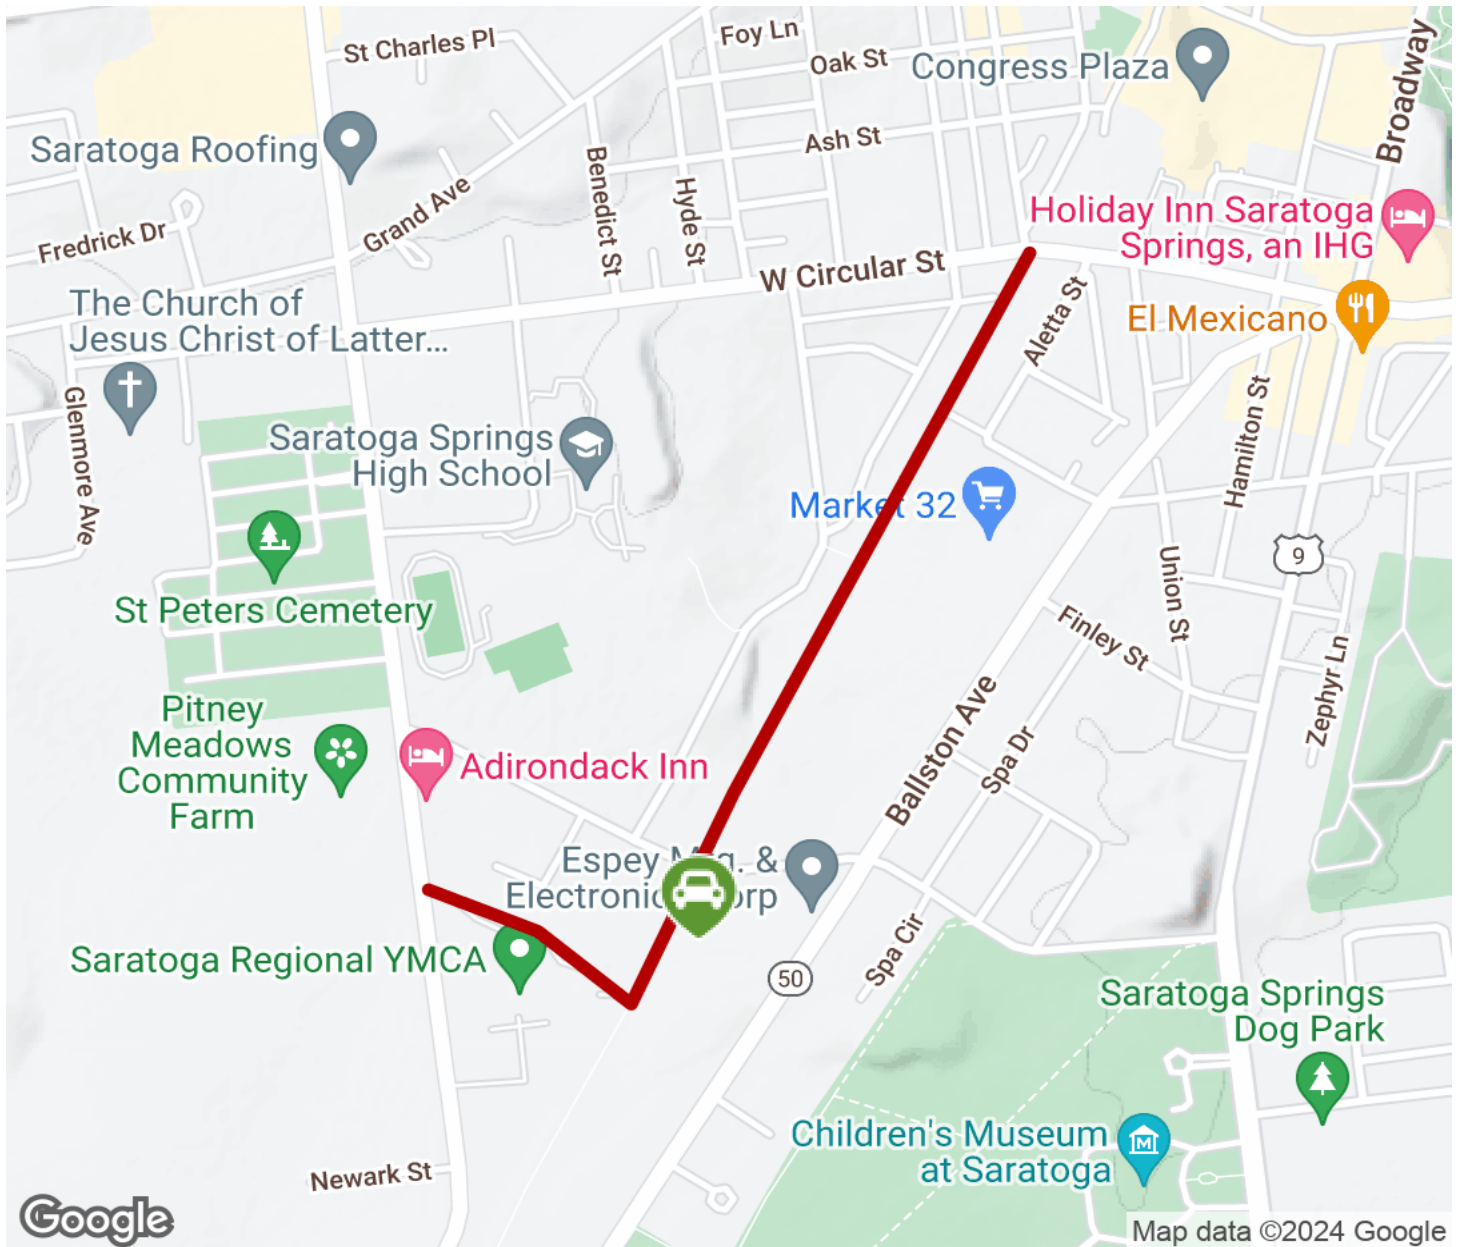 St Charles Pl
Foy Ln
Oak St
Congress Plaza
Broadway
Saratoga Roofing
Ash St
Benedict St
Hyde St
Grand Ave
Fredrick Dr
Holiday Inn Saratoga
Springs, an IHG
W Circular St
Aletta St
El Mexicano
The Church of
Jesus Christ of Latter...
Glenmore Ave
Saratoga Springs
High School
Hamilton St
Market 32
9
St Peters Cemetery
Union St
Finley St
Zephyr Ln
Pitney
Meadows
Community
Farm
Adirondack Inn
Ballston Ave
Spa Dr
Espey &
Saratoga Regional YMCA
50
Spa Cir
Saratoga Springs
Dog Park
Children's Museum
at Saratoga
Newark St
Google
Map data ©2024 Google